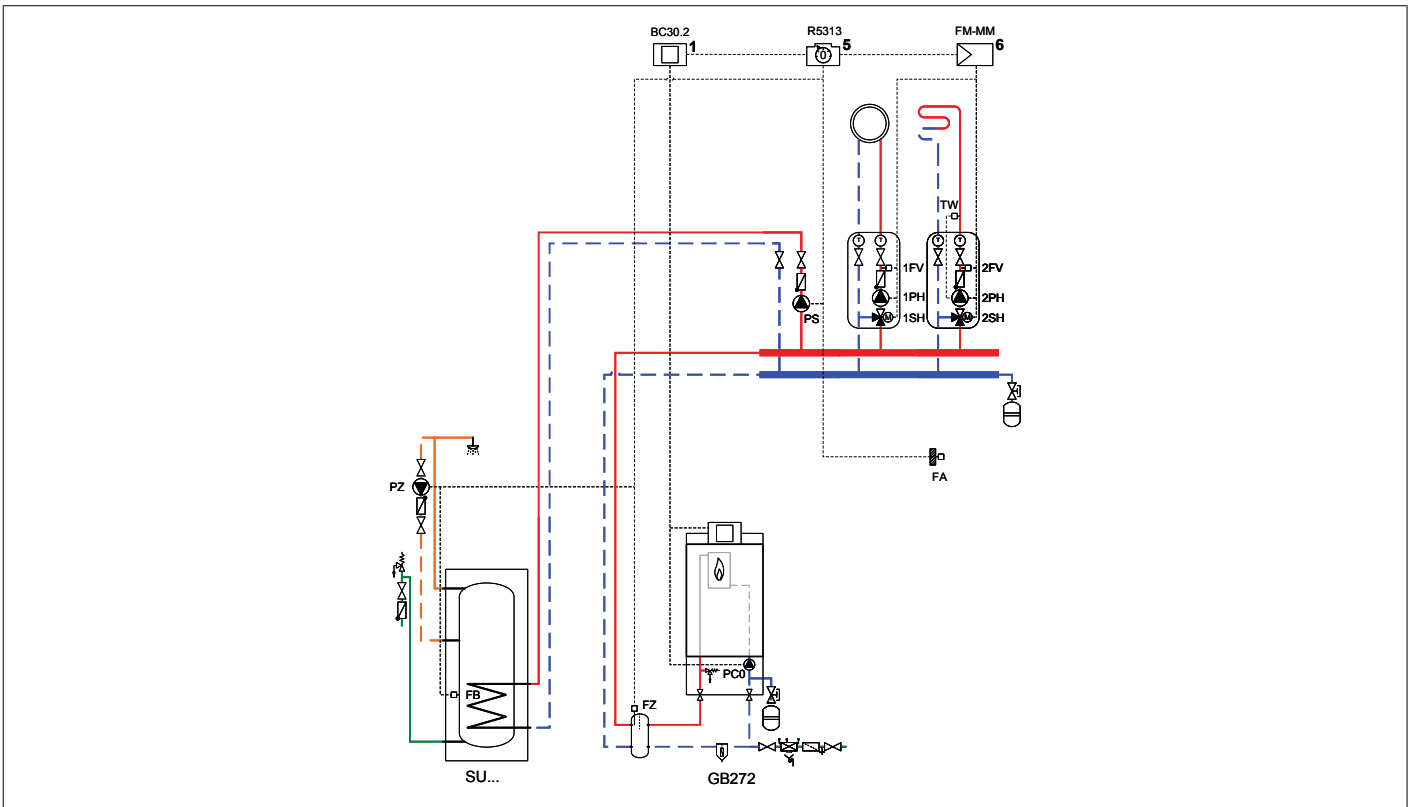 BC30.2
1
R5313
5
FM-MM
6
TW
T
T
T
T
1FV
2FV
1PH
2PH
PS
1SH
M
2SH
M
FA
PZ
PC0
FB
FZ
SU...
GB272